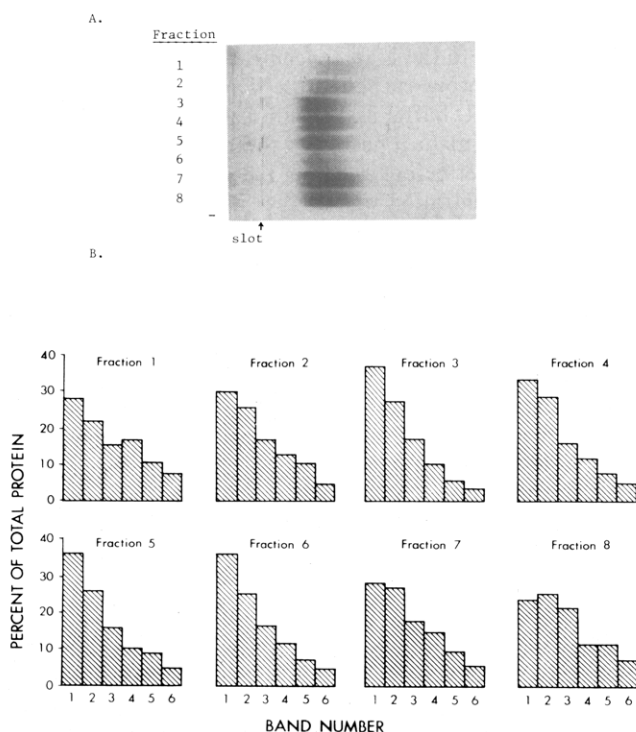 A.
Fraction
1
2
3
4
5
6
7
8
–
slot
B.
PERCENT OF TOTAL PROTEIN
40
30
20
10
0
Fraction 1
Fraction 2
Fraction 3
Fraction 4
40
30
20
10
0
Fraction 5
Fraction 6
Fraction 7
Fraction 8
1 2 3 4 5 6
1 2 3 4 5 6
1 2 3 4 5 6
1 2 3 4 5 6
BAND NUMBER